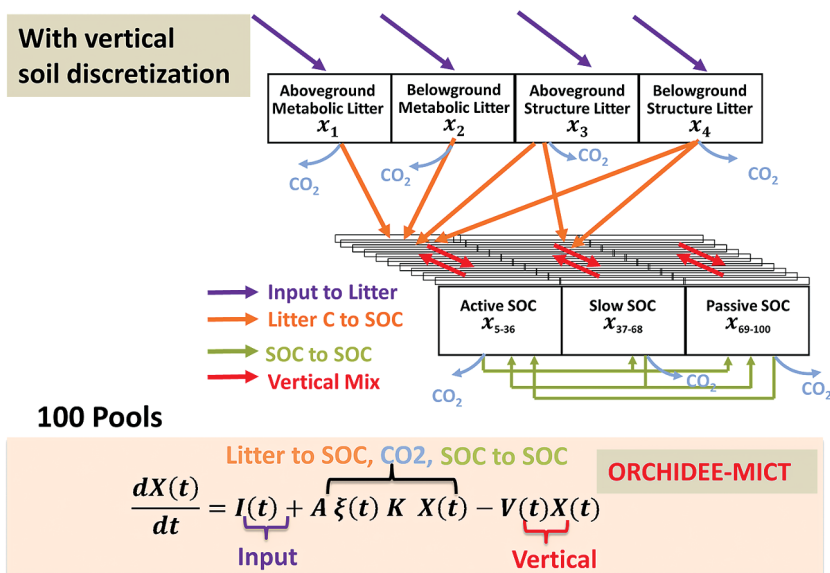 With vertical
soil discretization
Aboveground
Metabolic Litter
x₁
Belowground
Metabolic Litter
x₂
Aboveground
Structure Litter
x₃
Belowground
Structure Litter
x₄
CO₂
CO₂
CO₂
CO₂
Input to Litter
Litter C to SOC
SOC to SOC
Vertical Mix
Active SOC
x₅₋₃₆
Slow SOC
x₃₇₋₆₈
Passive SOC
x₆₉₋₁₀₀
CO₂
CO₂
CO₂
100 Pools
Litter to SOC, CO2, SOC to SOC
ORCHIDEE-MICT
dX(t)/dt = I(t) + A ξ(t) K X(t) − V(t)X(t)
Input
Vertical